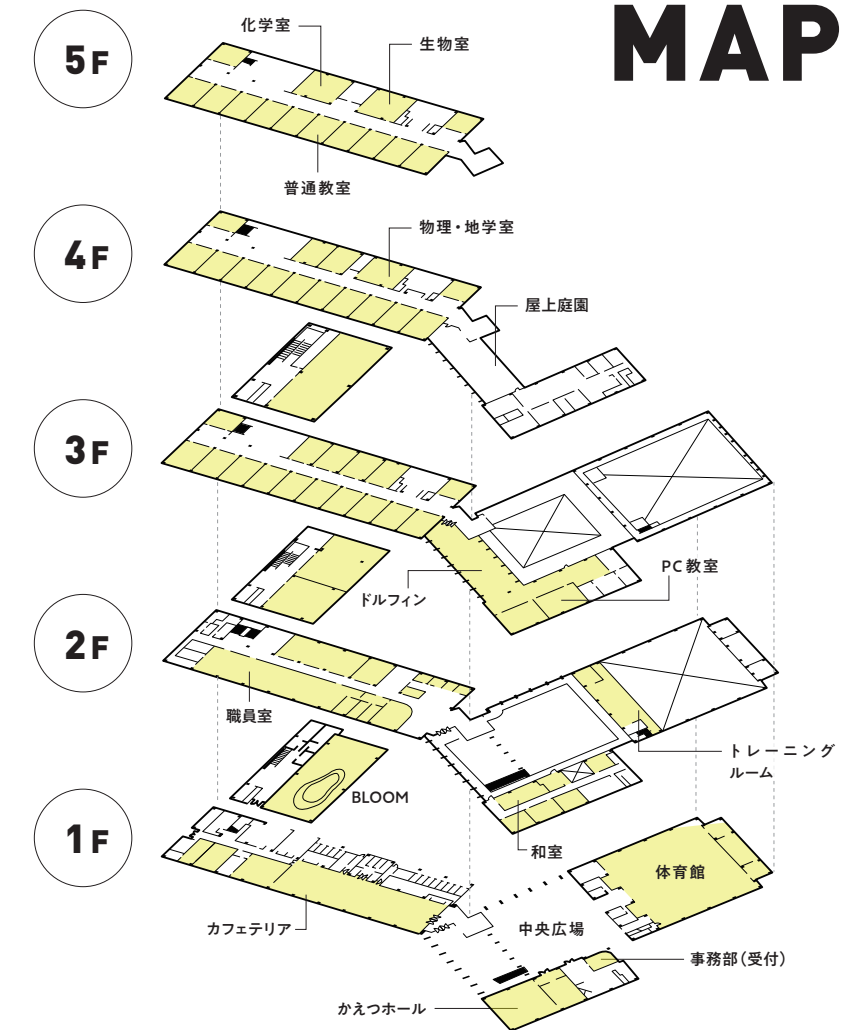 MAP
5F
化学室
生物室
普通教室
4F
物理・地学室
屋上庭園
3F
ドルフィン
PC教室
2F
職員室
トレーニング
ルーム
BLOOM
和室
1F
体育館
カフェテリア
中央広場
事務部(受付)
かえつホール